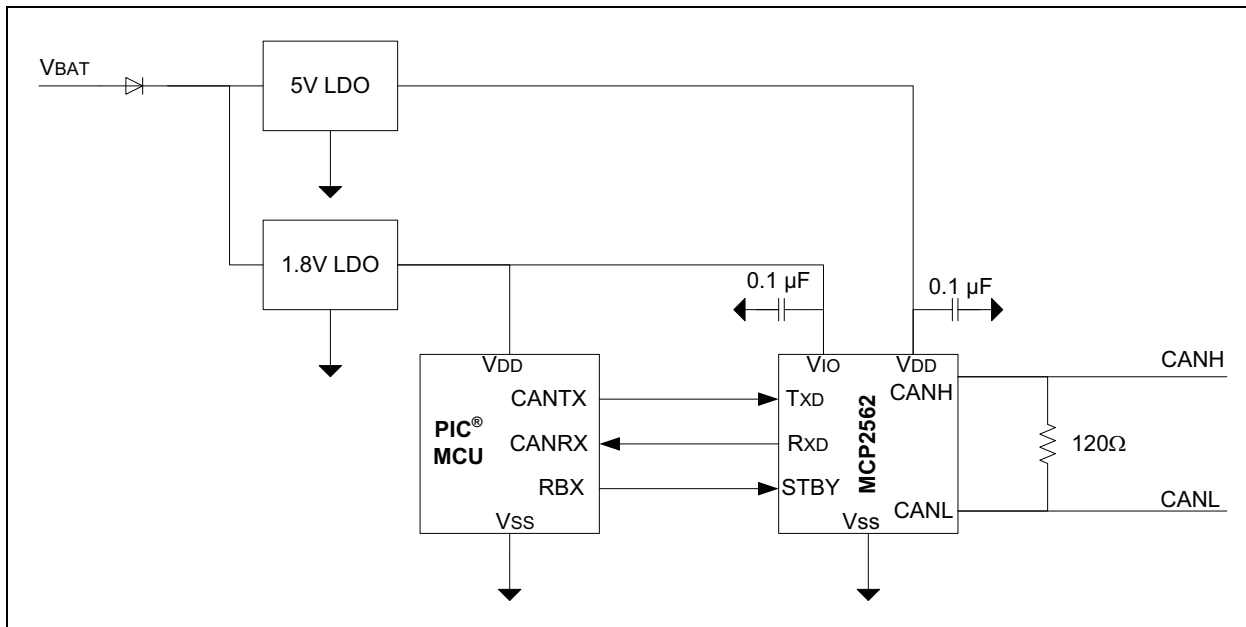 VBAT
5V LDO
1.8V LDO
0.1 µF
0.1 µF
VDD
CANTX
CANRX
RBX
VSS
PIC®
MCU
VIO
VDD
TXD
RXD
STBY
VSS
CANH
CANL
MCP2562
CANH
120Ω
CANL